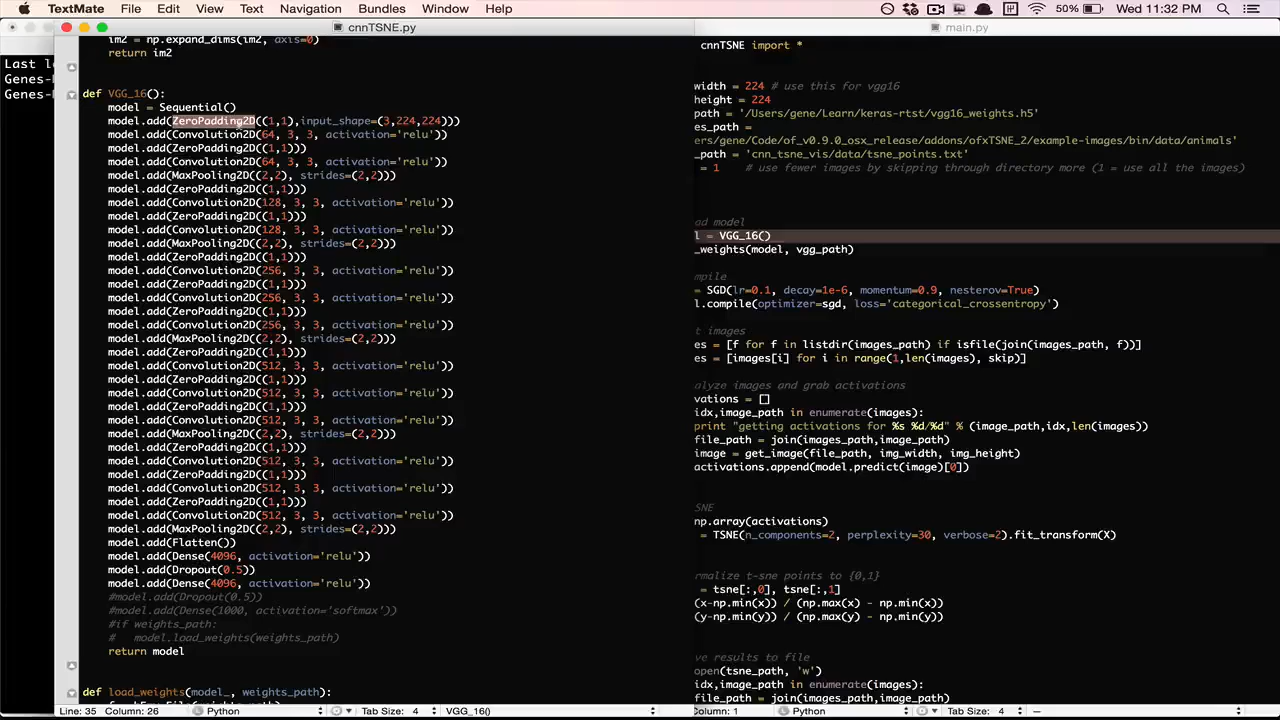 TextMate File Edit View Text Navigation Bundles Window Help 50% Wed 11:32 PM
cnnTSNE.py
im2 = np.expand_dims(im2, axis=0)
return im2
Last l
Genes-
Genes-
def VGG_16():
model = Sequential()
model.add(ZeroPadding2D((1,1),input_shape=(3,224,224)))
model.add(Convolution2D(64, 3, 3, activation='relu'))
model.add(ZeroPadding2D((1,1)))
model.add(Convolution2D(64, 3, 3, activation='relu'))
model.add(MaxPooling2D((2,2), strides=(2,2)))
model.add(ZeroPadding2D((1,1)))
model.add(Convolution2D(128, 3, 3, activation='relu'))
model.add(ZeroPadding2D((1,1)))
model.add(Convolution2D(128, 3, 3, activation='relu'))
model.add(MaxPooling2D((2,2), strides=(2,2)))
model.add(ZeroPadding2D((1,1)))
model.add(Convolution2D(256, 3, 3, activation='relu'))
model.add(ZeroPadding2D((1,1)))
model.add(Convolution2D(256, 3, 3, activation='relu'))
model.add(ZeroPadding2D((1,1)))
model.add(Convolution2D(256, 3, 3, activation='relu'))
model.add(MaxPooling2D((2,2), strides=(2,2)))
model.add(ZeroPadding2D((1,1)))
model.add(Convolution2D(512, 3, 3, activation='relu'))
model.add(ZeroPadding2D((1,1)))
model.add(Convolution2D(512, 3, 3, activation='relu'))
model.add(ZeroPadding2D((1,1)))
model.add(Convolution2D(512, 3, 3, activation='relu'))
model.add(MaxPooling2D((2,2), strides=(2,2)))
model.add(ZeroPadding2D((1,1)))
model.add(Convolution2D(512, 3, 3, activation='relu'))
model.add(ZeroPadding2D((1,1)))
model.add(Convolution2D(512, 3, 3, activation='relu'))
model.add(ZeroPadding2D((1,1)))
model.add(Convolution2D(512, 3, 3, activation='relu'))
model.add(MaxPooling2D((2,2), strides=(2,2)))
model.add(Flatten())
model.add(Dense(4096, activation='relu'))
model.add(Dropout(0.5))
model.add(Dense(4096, activation='relu'))
#model.add(Dropout(0.5))
#model.add(Dense(1000, activation='softmax'))
#if weights_path:
# model.load_weights(weights_path)
return model
def load_weights(model_, weights_path):
Line: 35 Column: 26 Python Tab Size: 4 VGG_16()
main.py
cnnTSNE import *
width = 224 # use this for vgg16
height = 224
path = '/Users/gene/Learn/keras-rtst/vgg16_weights.h5'
es_path =
ers/gene/Code/of_v0.9.0_osx_release/addons/ofxTSNE_2/example-images/bin/data/animals'
_path = 'cnn_tsne_vis/data/tsne_points.txt'
= 1 # use fewer images by skipping through directory more (1 = use all the images)
ad model
l = VGG_16()
_weights(model, vgg_path)
mpile
= SGD(lr=0.1, decay=1e-6, momentum=0.9, nesterov=True)
l.compile(optimizer=sgd, loss='categorical_crossentropy')
t images
es = [f for f in listdir(images_path) if isfile(join(images_path, f))]
es = [images[i] for i in range(1,len(images), skip)]
alyze images and grab activations
vations = []
idx,image_path in enumerate(images):
print "getting activations for %s %d/%d" % (image_path,idx,len(images))
file_path = join(images_path,image_path)
image = get_image(file_path, img_width, img_height)
activations.append(model.predict(image)[0])
SNE
np.array(activations)
= TSNE(n_components=2, perplexity=30, verbose=2).fit_transform(X)
rmalize t-sne points to {0,1}
= tsne[:,0], tsne[:,1]
(x-np.min(x)) / (np.max(x) - np.min(x))
(y-np.min(y)) / (np.max(y) - np.min(y))
ve results to file
open(tsne_path, 'w')
idx,image_path in enumerate(images):
file_path = join(images_path,image_path)
Column: 1 Python Tab Size: 4 —